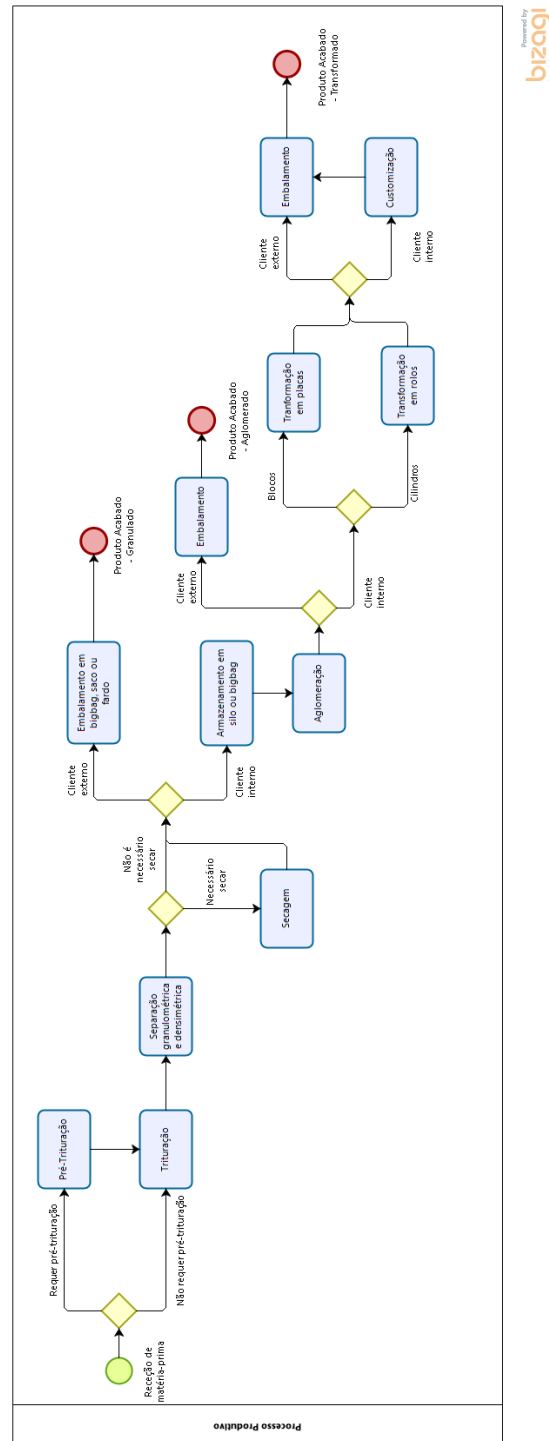 Processo Produtivo
Receção de
matéria-prima
Requer pré-trituração
Não requer pré-trituração
Pré-Trituração
Trituração
Separação
granulométrica
e densimétrica
Não é
necessário
secar
Necessário
secar
Secagem
Cliente
externo
Cliente
interno
Embalamento em
bigbag, saco ou
fardo
Produto Acabado
- Granulado
Armazenamento em
silo ou bigbag
Aglomeração
Cliente
externo
Cliente
interno
Embalamento
Produto Acabado
- Aglomerado
Blocos
Cilindros
Tranformação
em placas
Transformação
em rolos
Cliente
externo
Cliente
interno
Embalamento
Customização
Produto Acabado
- Transformado
Powered by
bizagi